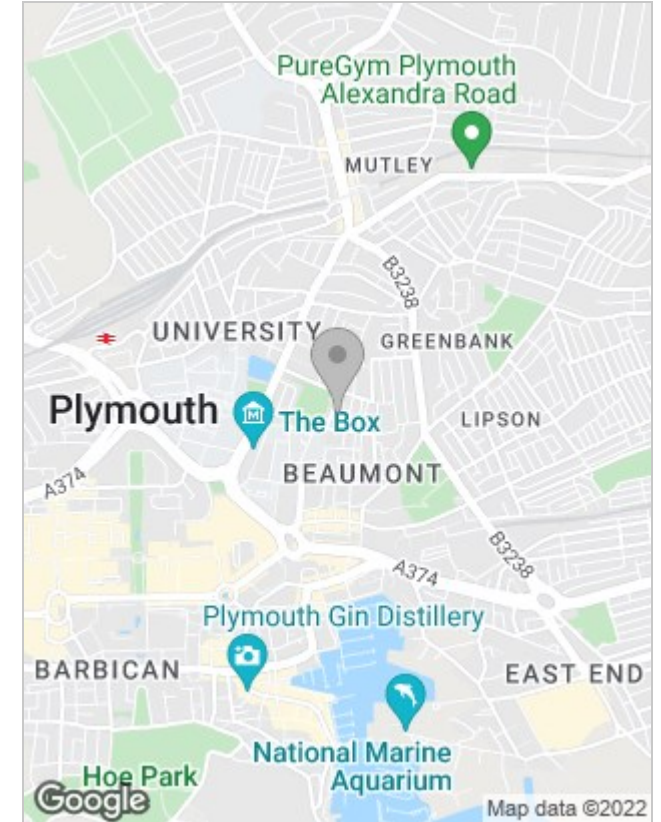 PureGym Plymouth
Alexandra Road
MUTLEY
B3238
UNIVERSITY
GREENBANK
Plymouth
The Box
LIPSON
BEAUMONT
A374
B3238
A374
Plymouth Gin Distillery
BARBICAN
EAST END
National Marine
Aquarium
Hoe Park
Google
Map data ©2022